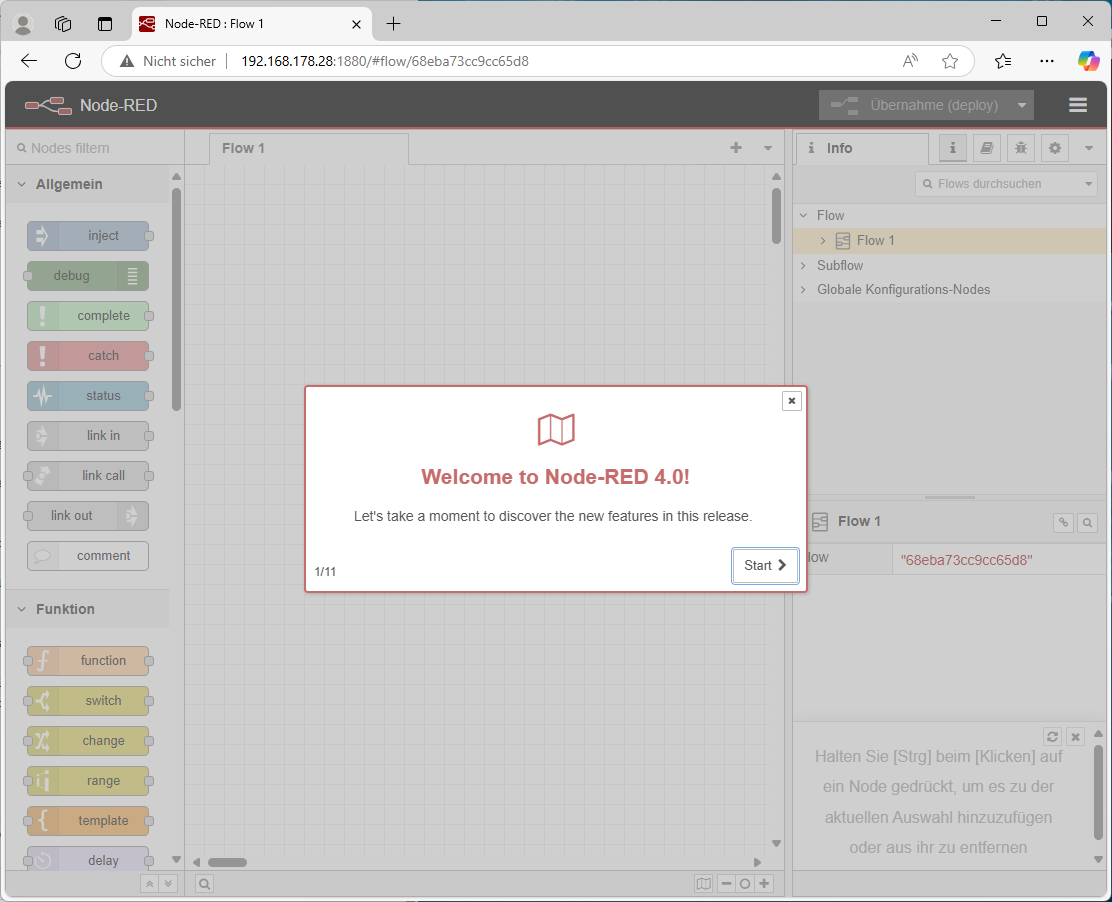 Node-RED : Flow 1
Nicht sicher
192.168.178.28:1880/#flow/68eba73cc9cc65d8
Node-RED
Übernahme (deploy)
Nodes filtern
Flow 1
Info
Flows durchsuchen
Allgemein
inject
debug
complete
catch
status
link in
link call
link out
comment
Funktion
function
switch
change
range
template
delay
Flow
Flow 1
Subflow
Globale Konfigurations-Nodes
Welcome to Node-RED 4.0!
Let's take a moment to discover the new features in this release.
1/11
Start
Flow 1
low
"68eba73cc9cc65d8"
Halten Sie [Strg] beim [Klicken] auf
ein Node gedrückt, um es zu der
aktuellen Auswahl hinzuzufügen
oder aus ihr zu entfernen